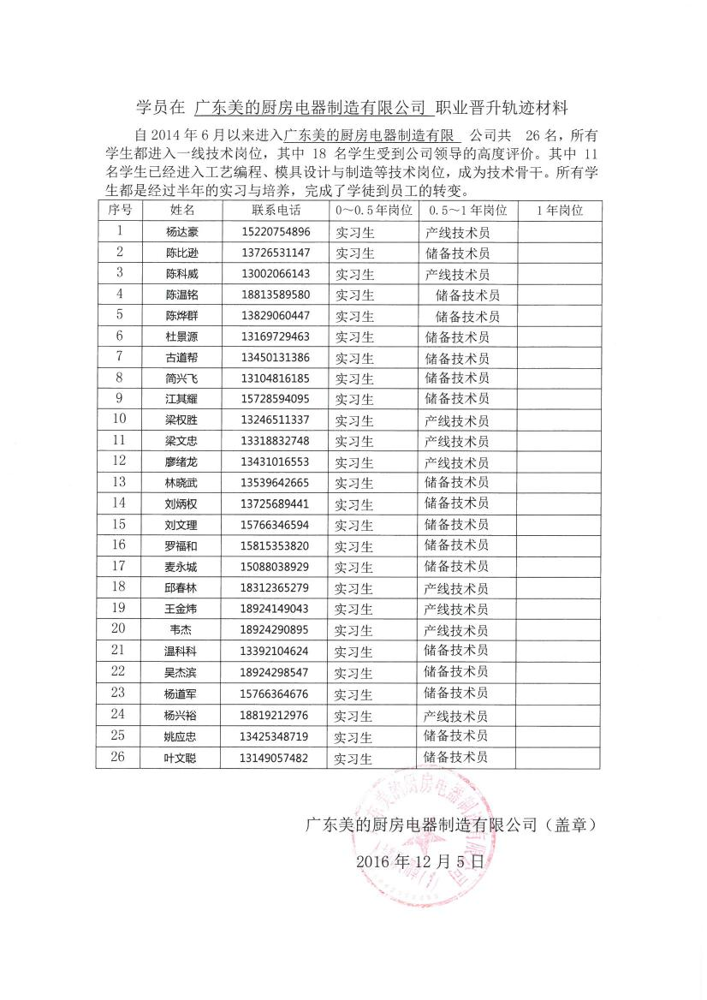 学员在 广东美的厨房电器制造有限公司 职业晋升轨迹材料
自 2014 年 6 月以来进入广东美的厨房电器制造有限 公司共 26 名，所有
学生都进入一线技术岗位，其中 18 名学生受到公司领导的高度评价。其中 11
名学生已经进入工艺编程、模具设计与制造等技术岗位，成为技术骨干。所有学
生都是经过半年的实习与培养，完成了学徒到员工的转变。
序号 姓名 联系电话 0～0.5 年岗位 0.5～1 年岗位 1 年岗位
1 杨达豪 15220754896 实习生 产线技术员
2 陈比逊 13726531147 实习生 储备技术员
3 陈科威 13002066143 实习生 产线技术员
4 陈温铭 18813589580 实习生 储备技术员
5 陈烨群 13829060447 实习生 储备技术员
6 杜景源 13169729463 实习生 储备技术员
7 古道帮 13450131386 实习生 储备技术员
8 简兴飞 13104816185 实习生 储备技术员
9 江其耀 15728594095 实习生 储备技术员
10 梁权胜 13246511337 实习生 产线技术员
11 梁文忠 13318832748 实习生 产线技术员
12 廖绪龙 13431016553 实习生 产线技术员
13 林晓武 13539642665 实习生 储备技术员
14 刘炳权 13725689441 实习生 储备技术员
15 刘文理 15766346594 实习生 储备技术员
16 罗福和 15815353820 实习生 储备技术员
17 麦永城 15088038929 实习生 储备技术员
18 邱春林 18312365279 实习生 产线技术员
19 王金炜 18924149043 实习生 产线技术员
20 韦杰 18924290895 实习生 产线技术员
21 温科科 13392104624 实习生 储备技术员
22 吴杰滨 18924298547 实习生 储备技术员
23 杨道军 15766364676 实习生 储备技术员
24 杨兴裕 18819212976 实习生 产线技术员
25 姚应忠 13425348719 实习生 储备技术员
26 叶文聪 13149057482 实习生 储备技术员
广东美的厨房电器制造有限公司（盖章）
2016 年 12 月 5 日
广东美的厨房电器制造有限公司